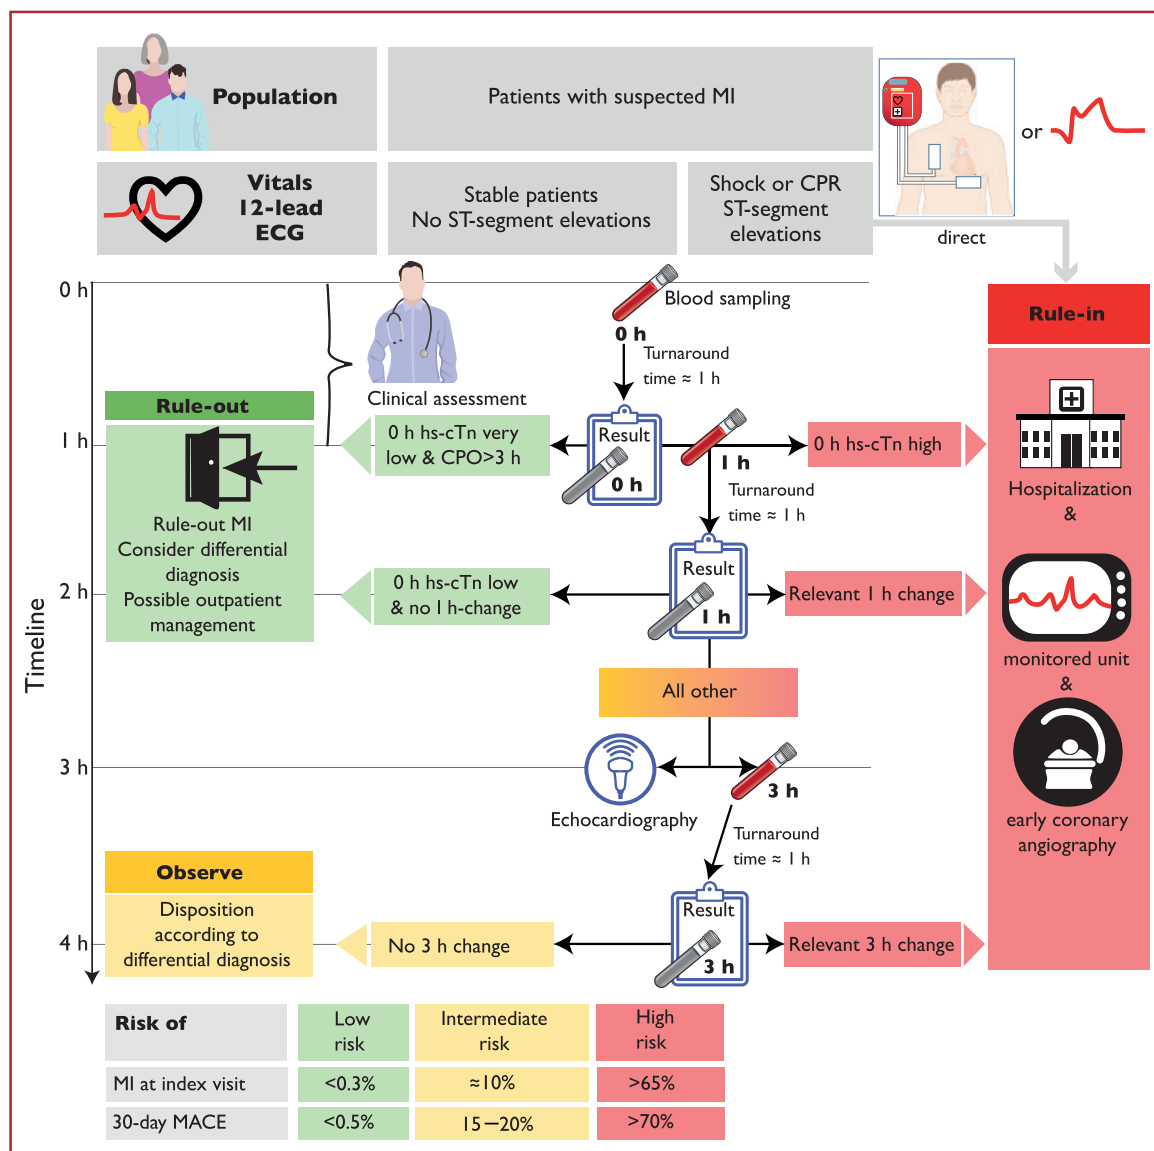 Population
Patients with suspected MI
or
Vitals
12-lead
ECG
Stable patients
No ST-segment elevations
Shock or CPR
ST-segment
elevations
direct
0 h
Blood sampling
0 h
Turnaround
time ≈ 1 h
Clinical assessment
Rule-in
Rule-out
1 h
0 h hs-cTn very
low & CPO>3 h
Result
0 h
1 h
0 h hs-cTn high
Turnaround
time ≈ 1 h
Hospitalization
&
Rule-out MI
Consider differential
diagnosis
Possible outpatient
management
Timeline
2 h
0 h hs-cTn low
& no 1 h-change
Result
1 h
Relevant 1 h change
monitored unit
&
All other
3 h
Echocardiography
3 h
Turnaround
time ≈ 1 h
early coronary
angiography
Observe
Disposition
according to
differential diagnosis
4 h
No 3 h change
Result
3 h
Relevant 3 h change
Risk of
Low
risk
Intermediate
risk
High
risk
MI at index visit
<0.3%
≈10%
>65%
30-day MACE
<0.5%
15–20%
>70%